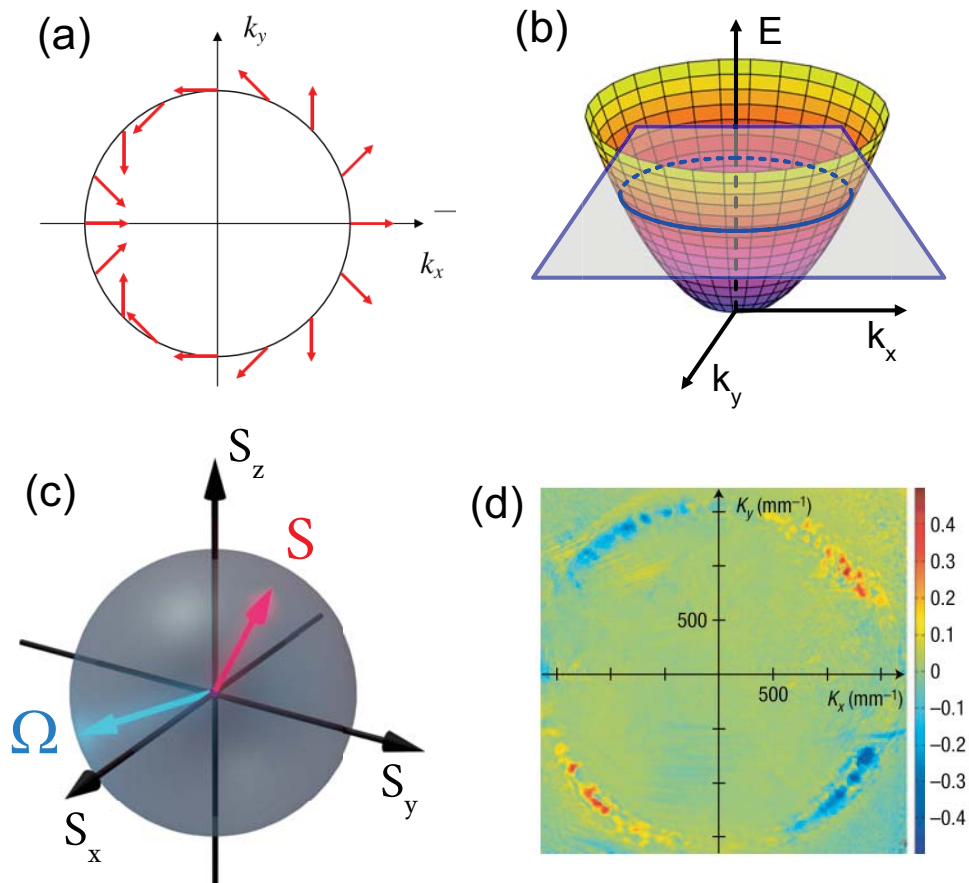 (a)
k_y
k_x
(b)
E
k_x
k_y
(c)
S_z
S
Ω
S_x
S_y
(d)
K_y (mm⁻¹)
500
500
K_x (mm⁻¹)
0.4
0.3
0.2
0.1
0
−0.1
−0.2
−0.3
−0.4